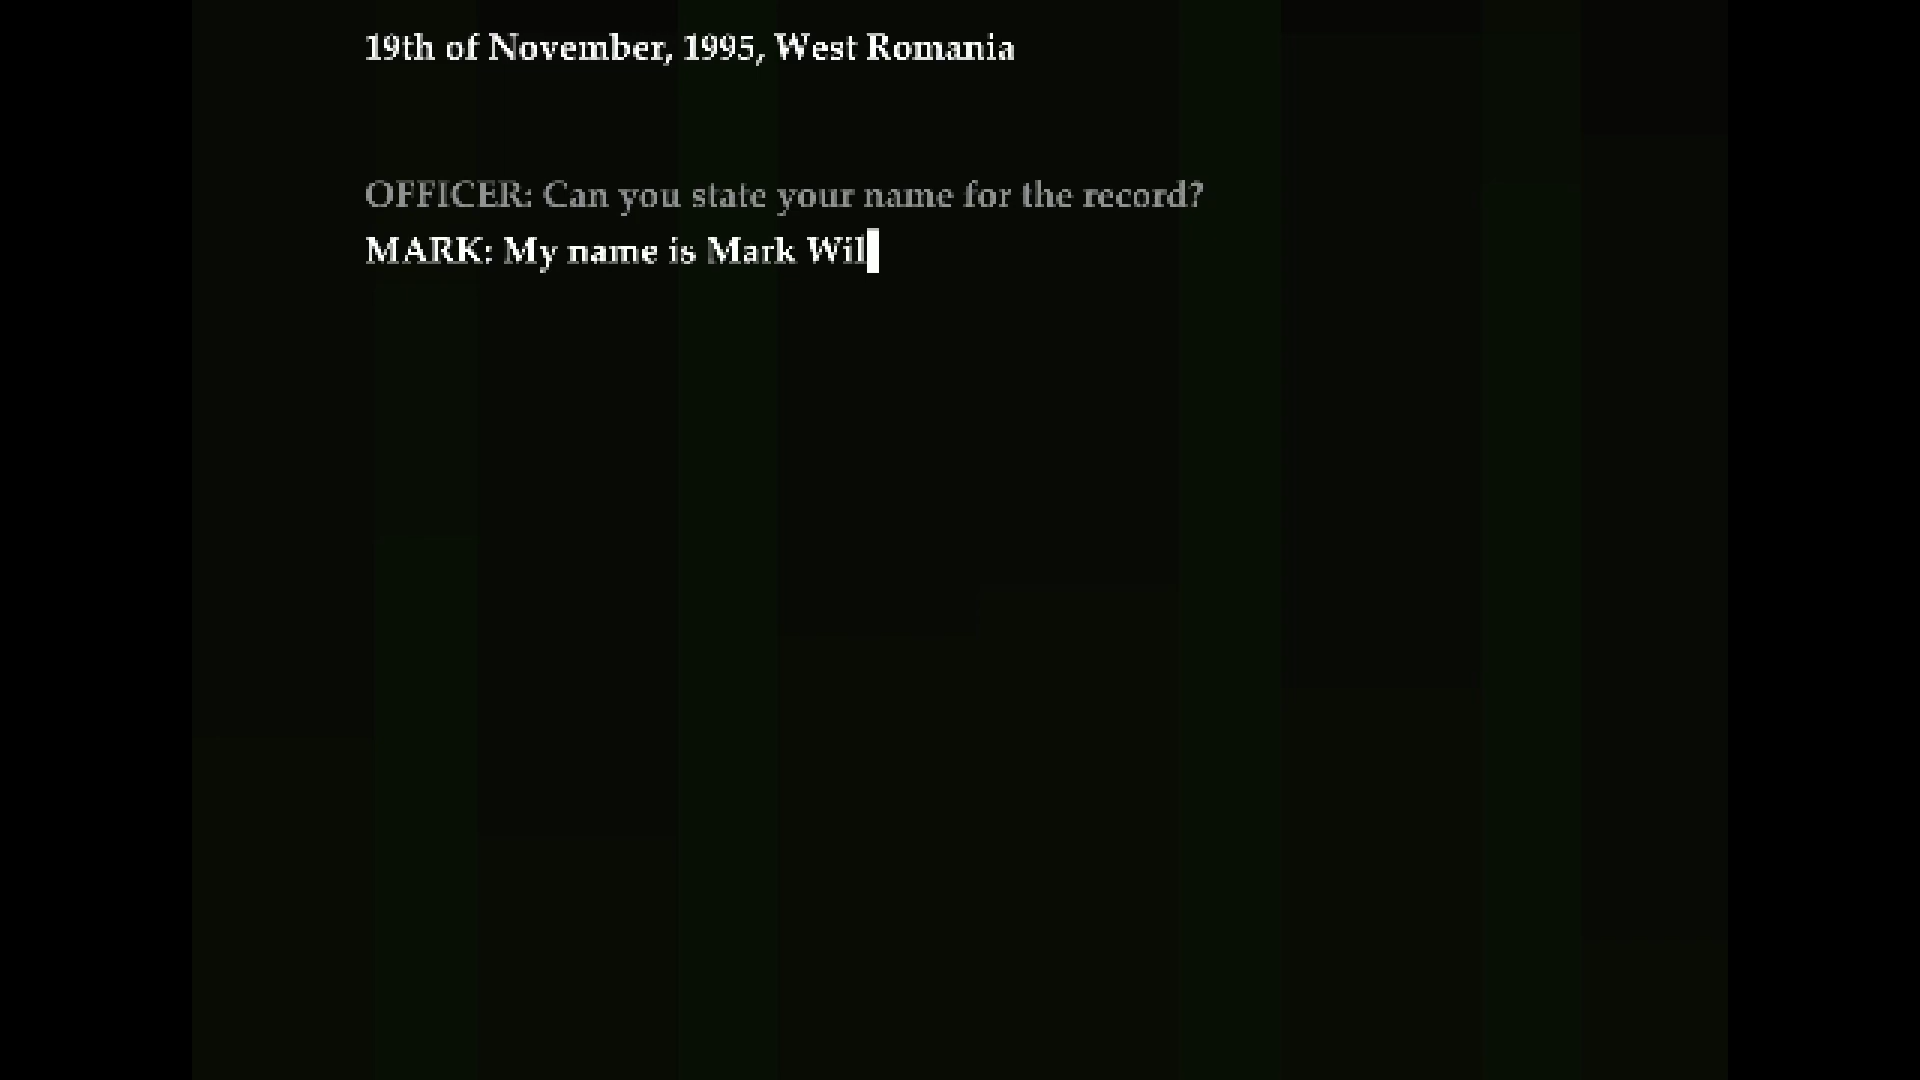 19th of November, 1995, West Romania
OFFICER: Can you state your name for the record?
MARK: My name is Mark Wil